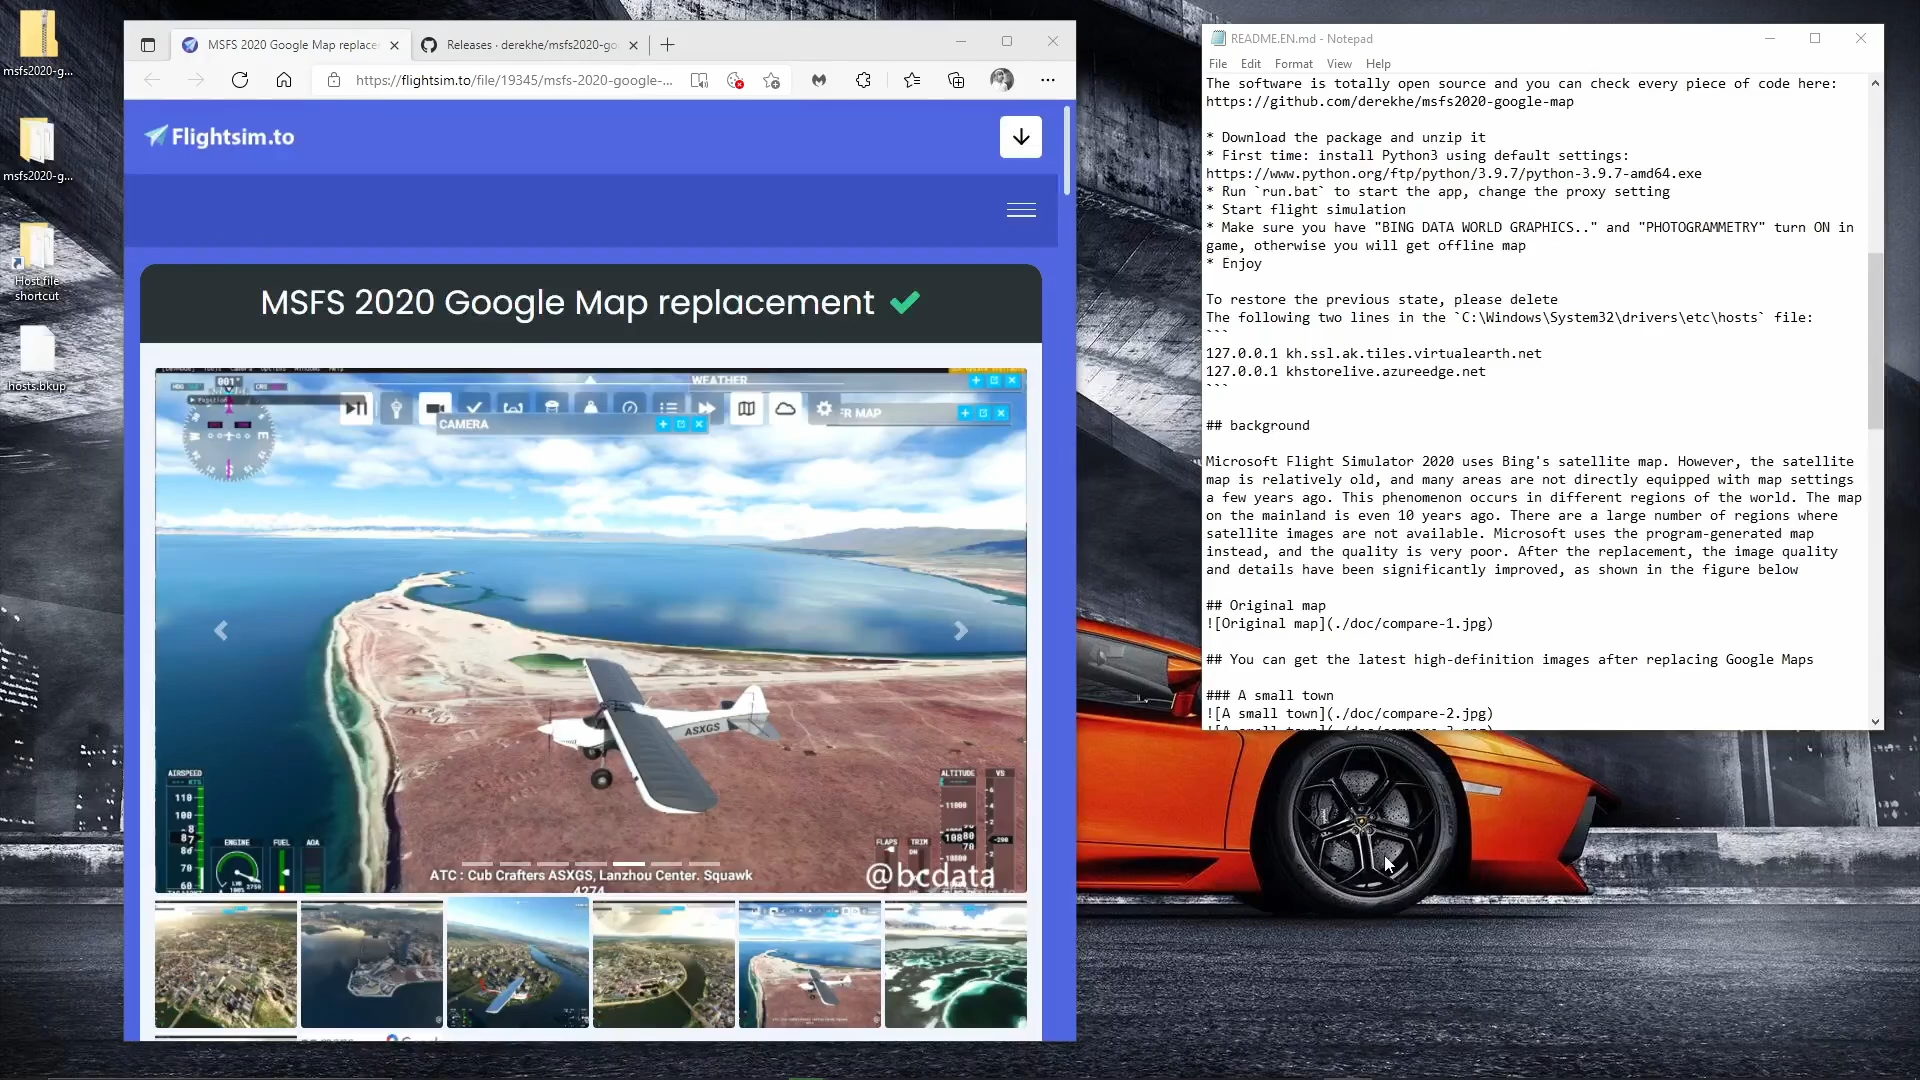 msfs2020-g...
msfs2020-g...
Host file
shortcut
hosts.bkup
MSFS 2020 Google Map replace
Releases · derekhe/msfs2020-go
https://flightsim.to/file/19345/msfs-2020-google-...
Flightsim.to
MSFS 2020 Google Map replacement
001°
WEATHER
CAMERA
FR MAP
ASXGS
AIRSPEED
110
100
87
70
60
ENGINE
FUEL
AOA
ALTITUDE
VS
11000
10880
70
FLAPS
TRIM
ATC : Cub Crafters ASXGS, Lanzhou Center. Squawk
4274
@bcdata
README.EN.md - Notepad
File Edit Format View Help
The software is totally open source and you can check every piece of code here:
https://github.com/derekhe/msfs2020-google-map
* Download the package and unzip it
* First time: install Python3 using default settings:
https://www.python.org/ftp/python/3.9.7/python-3.9.7-amd64.exe
* Run `run.bat` to start the app, change the proxy setting
* Start flight simulation
* Make sure you have "BING DATA WORLD GRAPHICS.." and "PHOTOGRAMMETRY" turn ON in
game, otherwise you will get offline map
* Enjoy
To restore the previous state, please delete
The following two lines in the `C:\Windows\System32\drivers\etc\hosts` file:
```
127.0.0.1 kh.ssl.ak.tiles.virtualearth.net
127.0.0.1 khstorelive.azureedge.net
```
## background
Microsoft Flight Simulator 2020 uses Bing's satellite map. However, the satellite
map is relatively old, and many areas are not directly equipped with map settings
a few years ago. This phenomenon occurs in different regions of the world. The map
on the mainland is even 10 years ago. There are a large number of regions where
satellite images are not available. Microsoft uses the program-generated map
instead, and the quality is very poor. After the replacement, the image quality
and details have been significantly improved, as shown in the figure below
## Original map
![Original map](./doc/compare-1.jpg)
## You can get the latest high-definition images after replacing Google Maps
### A small town
![A small town](./doc/compare-2.jpg)